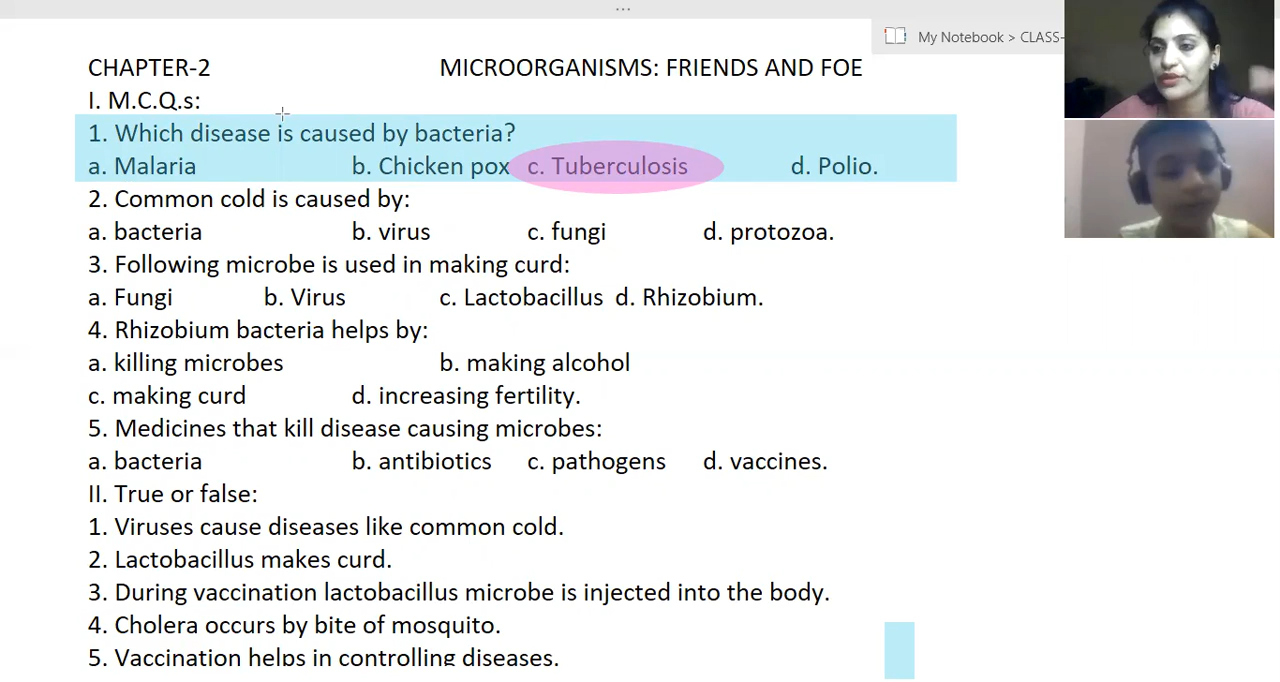 ...
My Notebook > CLASS-
CHAPTER-2 MICROORGANISMS: FRIENDS AND FOE
I. M.C.Q.s:
1. Which disease is caused by bacteria?
a. Malaria b. Chicken pox c. Tuberculosis d. Polio.
2. Common cold is caused by:
a. bacteria b. virus c. fungi d. protozoa.
3. Following microbe is used in making curd:
a. Fungi b. Virus c. Lactobacillus d. Rhizobium.
4. Rhizobium bacteria helps by:
a. killing microbes b. making alcohol
c. making curd d. increasing fertility.
5. Medicines that kill disease causing microbes:
a. bacteria b. antibiotics c. pathogens d. vaccines.
II. True or false:
1. Viruses cause diseases like common cold.
2. Lactobacillus makes curd.
3. During vaccination lactobacillus microbe is injected into the body.
4. Cholera occurs by bite of mosquito.
5. Vaccination helps in controlling diseases.